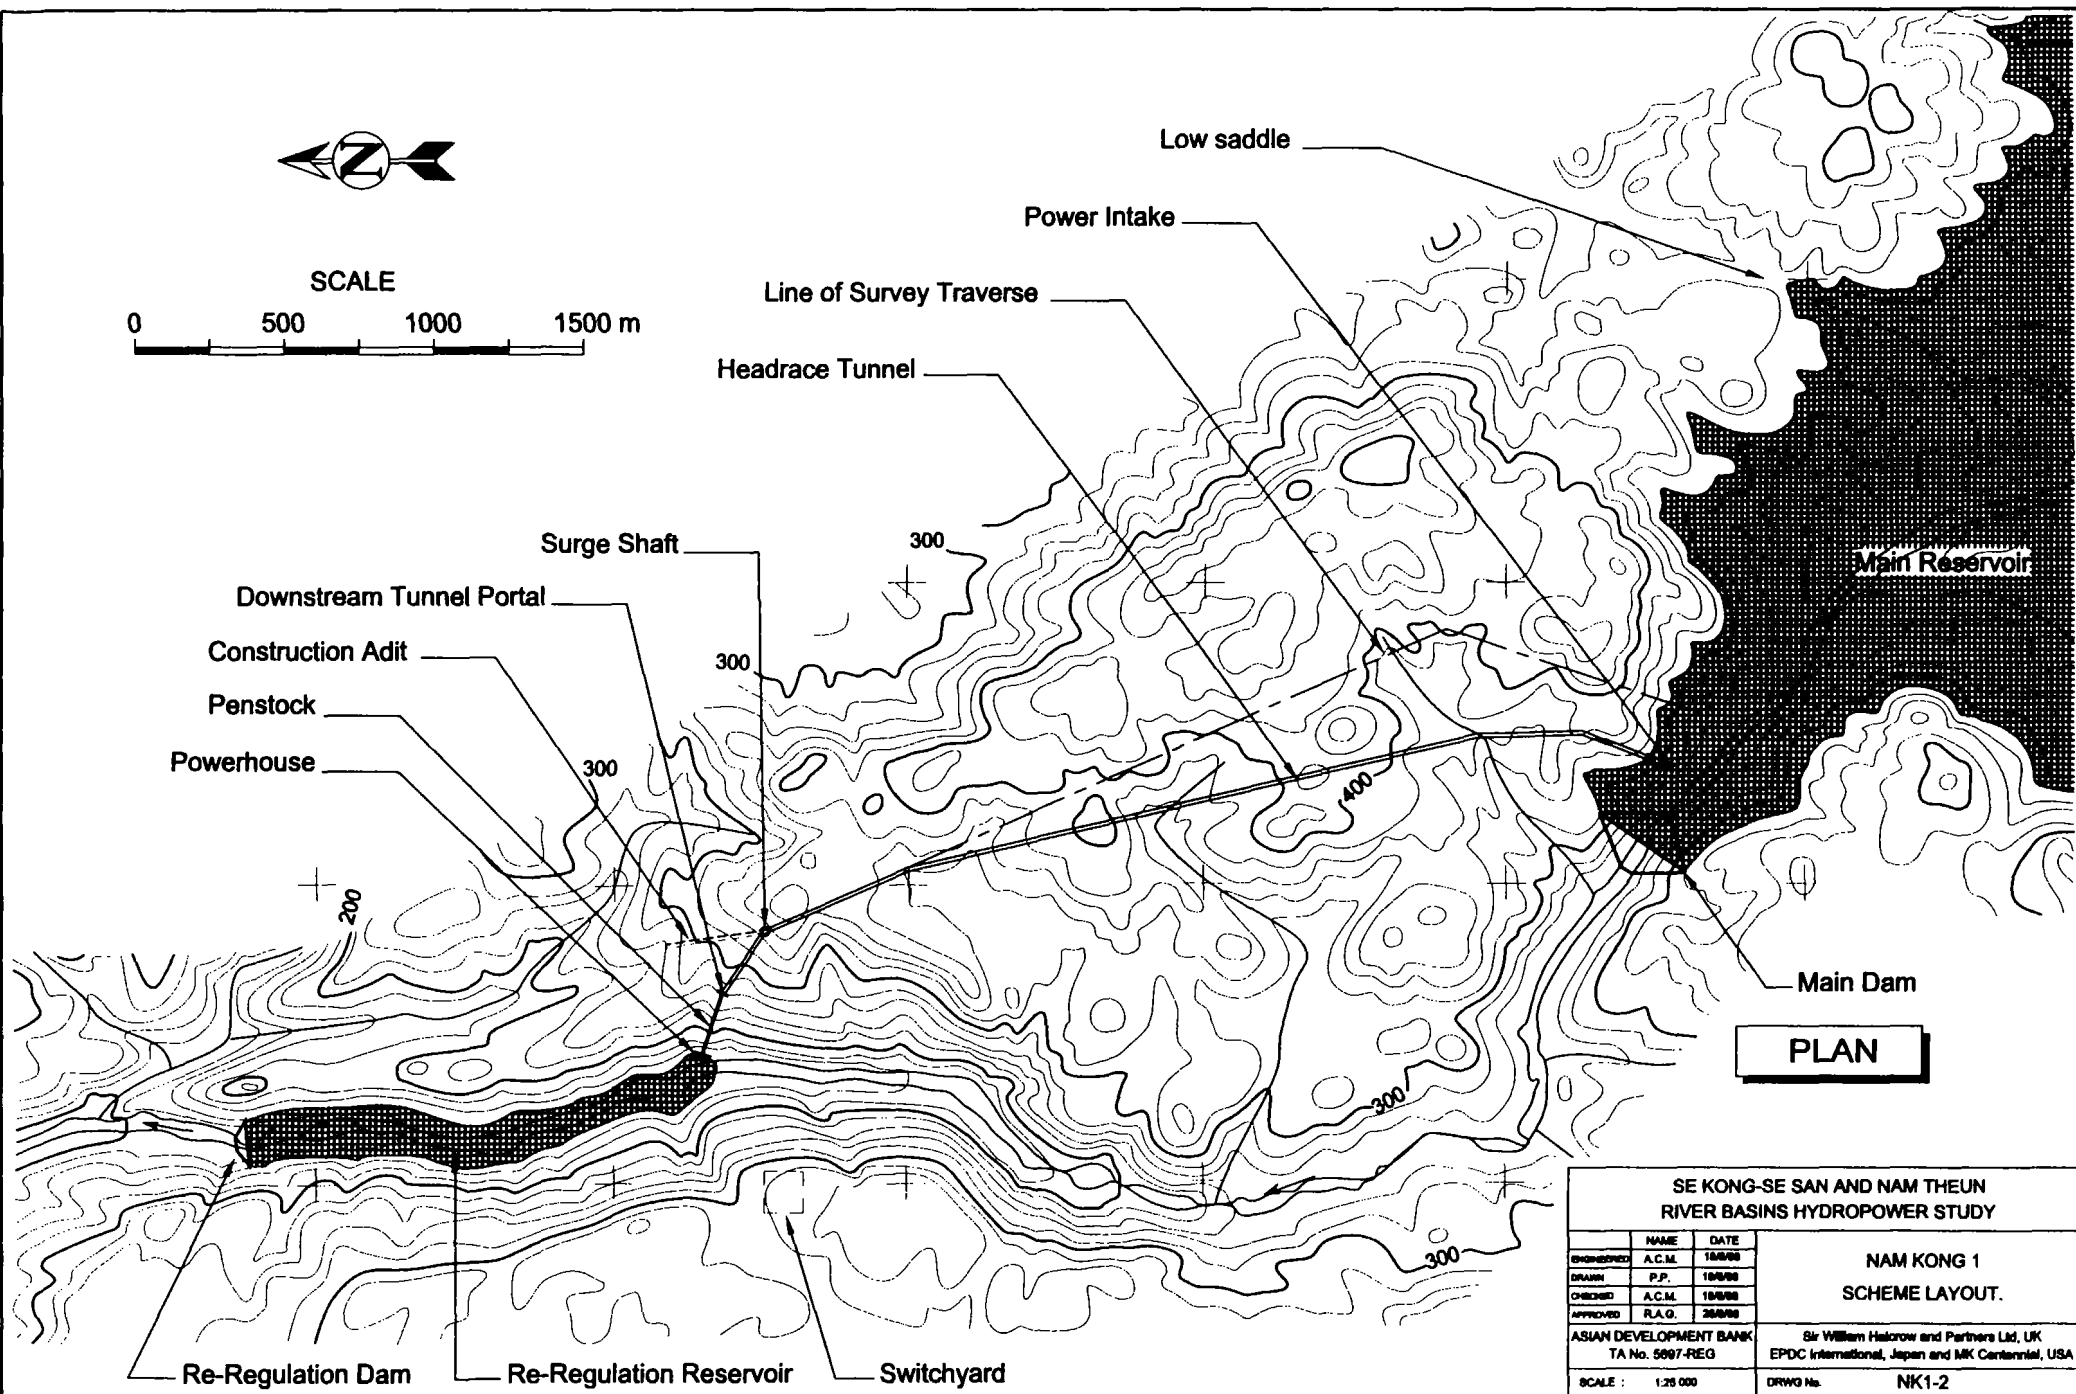 N
SCALE
0 500 1000 1500 m
Low saddle
Power Intake
Line of Survey Traverse
Headrace Tunnel
Surge Shaft
Downstream Tunnel Portal
Construction Adit
Penstock
Powerhouse
300
300
300
200
400
300
300
Main Reservoir
Main Dam
PLAN
Re-Regulation Dam
Re-Regulation Reservoir
Switchyard
SE KONG-SE SAN AND NAM THEUN
RIVER BASINS HYDROPOWER STUDY
NAME DATE
ENGINEERED A.C.M.
DRAWN P.P.
CHECKED A.C.M.
APPROVED R.A.Q.
NAM KONG 1
SCHEME LAYOUT.
ASIAN DEVELOPMENT BANK
TA No. 5697-REG
Sir William Halcrow and Partners Ltd, UK
EPDC International, Japan and MK Centennial, USA
SCALE : 1:25 000
DRWG No. NK1-2